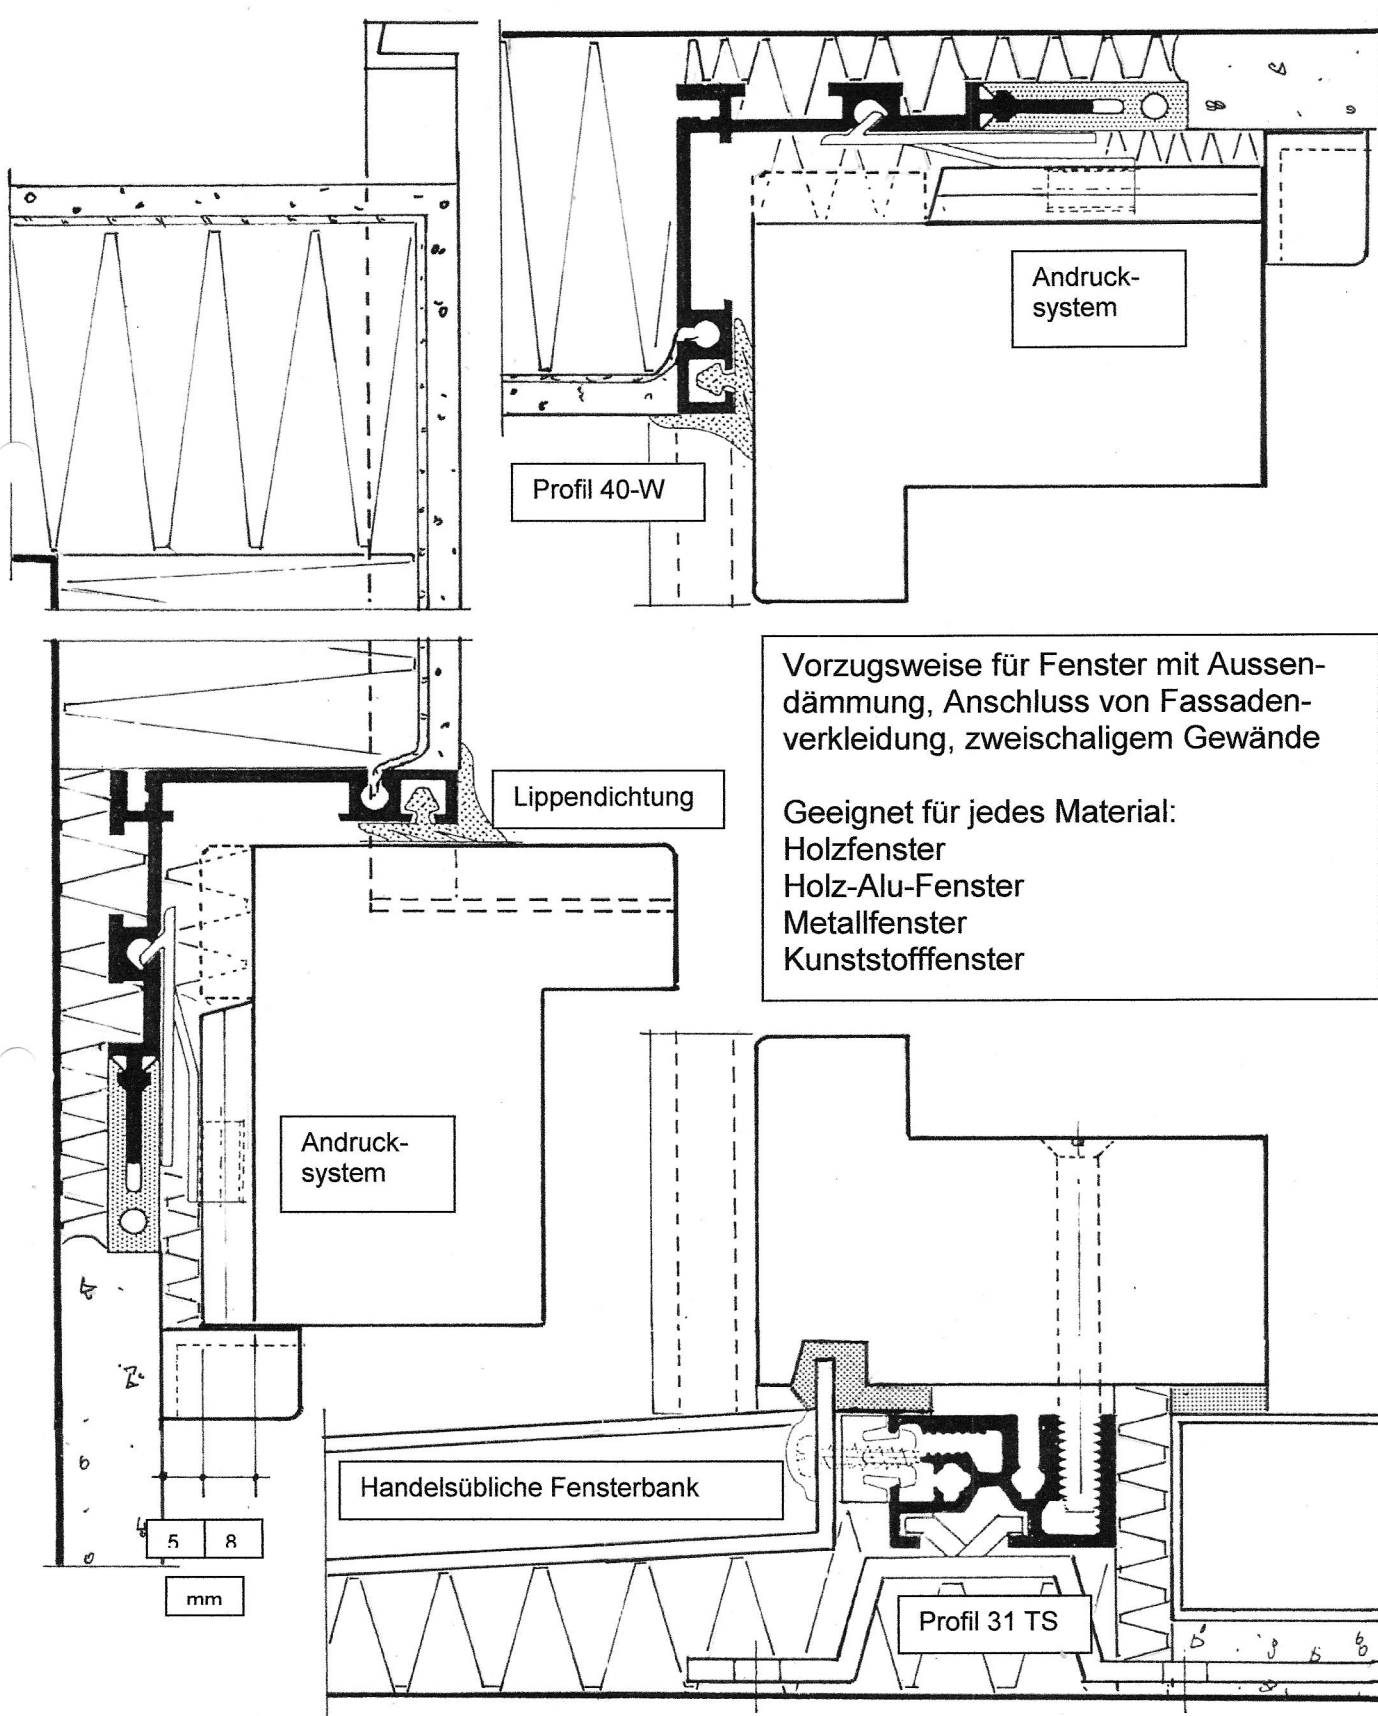 Andruck-
system
Profil 40-W
Vorzugsweise für Fenster mit Aussen-
dämmung, Anschluss von Fassaden-
verkleidung, zweischaligem Gewände
Geeignet für jedes Material:
Holzfenster
Holz-Alu-Fenster
Metallfenster
Kunststofffenster
Lippendichtung
Andruck-
system
Handelsübliche Fensterbank
5 8
mm
Profil 31 TS